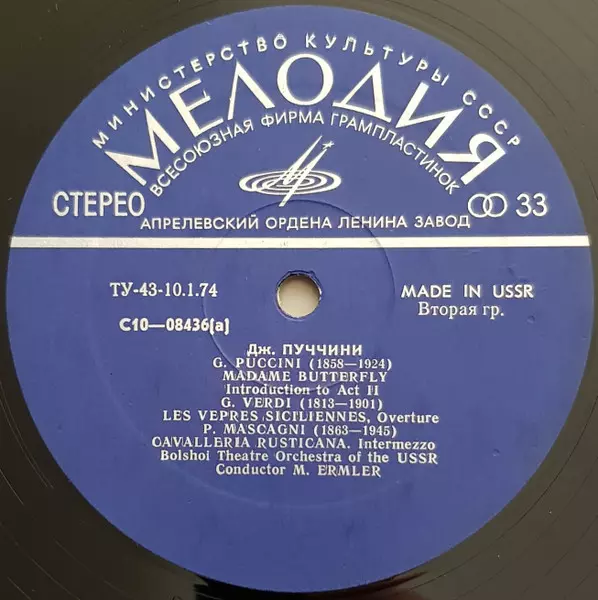 МИНИСТЕРСТВО КУЛЬТУРЫ СССР
МЕЛОДИЯ
ВСЕСОЮЗНАЯ ФИРМА ГРАМПЛАСТИНОК
СТЕРЕО
33
АПРЕЛЕВСКИЙ ОРДЕНА ЛЕНИНА ЗАВОД
ТУ-43-10.1.74
MADE IN USSR
Вторая гр.
С10—08436(а)
Дж. ПУЧЧИНИ
G. PUCCINI (1858—1924)
MADAME BUTTERFLY
Introduction to Act II
G. VERDI (1813—1901)
LES VEPRES SICILIENNES, Overture
P. MASCAGNI (1863—1945)
CAVALLERIA RUSTICANA. Intermezzo
Bolshoi Theatre Orchestra of the USSR
Conductor M. ERMLER